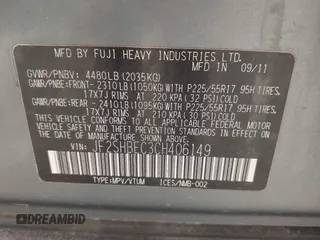 MFD. BY FUJI HEAVY INDUSTRIES LTD.
GVWR/PNBV: 4480LB (2035KG) 09/11
GAWR/PNBE:FRONT- 2310LB (1050KG) WITH P225/55R17 95H TIRES
17X7J RIMS AT 220 KPA (32 PSI) COLD
GAWR/PNBE:REAR - 2410LB (1095KG) WITH P225/55R17 95H TIRES
17X7J RIMS AT 210 KPA (30 PSI) COLD
THIS VEHICLE CONFORMS TO ALL APPLICABLE U.S. FEDERAL
MOTOR VEHICLE SAFETY AND THEFT PREVENTION STANDARDS
IN EFFECT ON THE DATE OF MANUFACTURE SHOWN ABOVE.
VIN: JF2SHBEC3CH406149
TYPE:MPV/VTUM 1CES/NMB-002
DREAMBID